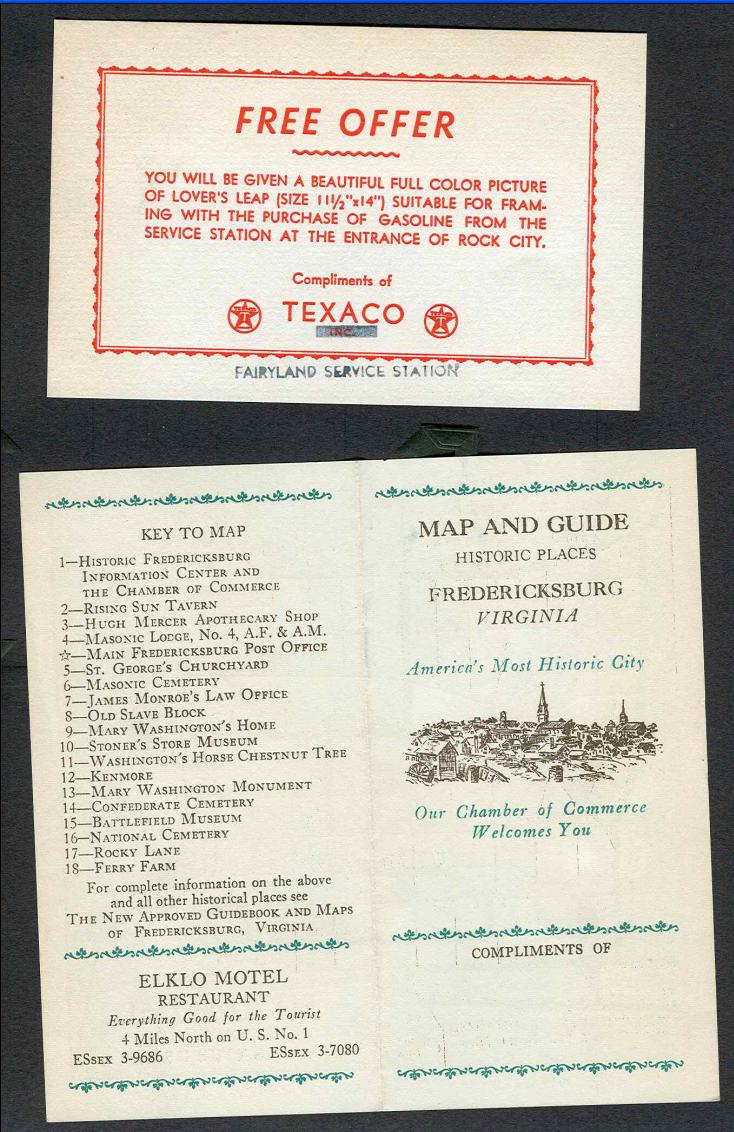 FREE OFFER
YOU WILL BE GIVEN A BEAUTIFUL FULL COLOR PICTURE
OF LOVER'S LEAP (SIZE 11½"x14") SUITABLE FOR FRAM-
ING WITH THE PURCHASE OF GASOLINE FROM THE
SERVICE STATION AT THE ENTRANCE OF ROCK CITY.
Compliments of
T TEXACO T
INC.
FAIRYLAND SERVICE STATION
KEY TO MAP
1—HISTORIC FREDERICKSBURG
INFORMATION CENTER AND
THE CHAMBER OF COMMERCE
2—RISING SUN TAVERN
3—HUGH MERCER APOTHECARY SHOP
4—MASONIC LODGE, NO. 4, A.F. & A.M.
☆—MAIN FREDERICKSBURG POST OFFICE
5—ST. GEORGE'S CHURCHYARD
6—MASONIC CEMETERY
7—JAMES MONROE'S LAW OFFICE
8—OLD SLAVE BLOCK
9—MARY WASHINGTON'S HOME
10—STONER'S STORE MUSEUM
11—WASHINGTON'S HORSE CHESTNUT TREE
12—KENMORE
13—MARY WASHINGTON MONUMENT
14—CONFEDERATE CEMETERY
15—BATTLEFIELD MUSEUM
16—NATIONAL CEMETERY
17—ROCKY LANE
18—FERRY FARM
For complete information on the above
and all other historical places see
THE NEW APPROVED GUIDEBOOK AND MAPS
OF FREDERICKSBURG, VIRGINIA
ELKLO MOTEL
RESTAURANT
Everything Good for the Tourist
4 Miles North on U. S. No. 1
ESSEX 3-9686 ESSEX 3-7080
MAP AND GUIDE
HISTORIC PLACES
FREDERICKSBURG
VIRGINIA
America's Most Historic City
Our Chamber of Commerce
Welcomes You
COMPLIMENTS OF